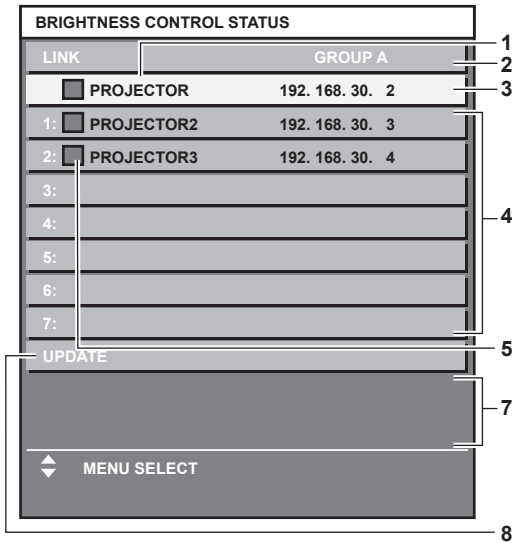 BRIGHTNESS CONTROL STATUS
1
LINK GROUP A
2
PROJECTOR 192. 168. 30. 2
3
1: PROJECTOR2 192. 168. 30. 3
2: PROJECTOR3 192. 168. 30. 4
3:
4
4:
5:
6:
7:
5
UPDATE
7
MENU SELECT
8